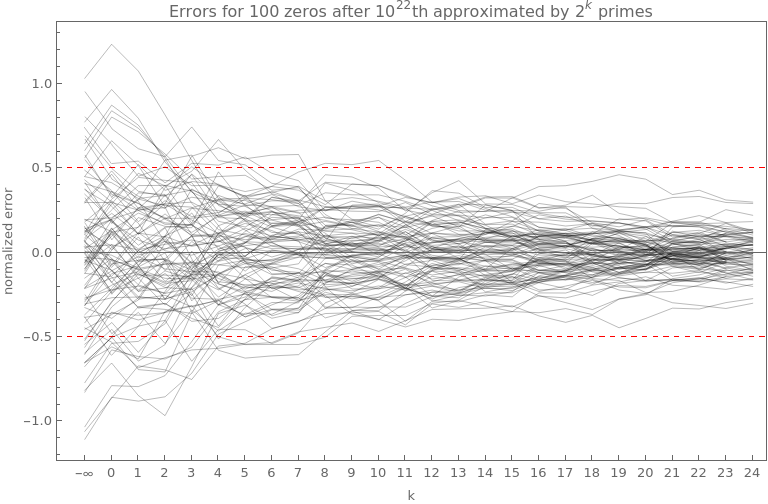 Errors for 100 zeros after 10^22 th approximated by 2^k primes
normalized error
1.0
0.5
0.0
−0.5
−1.0
−∞ 0 1 2 3 4 5 6 7 8 9 10 11 12 13 14 15 16 17 18 19 20 21 22 23 24
k